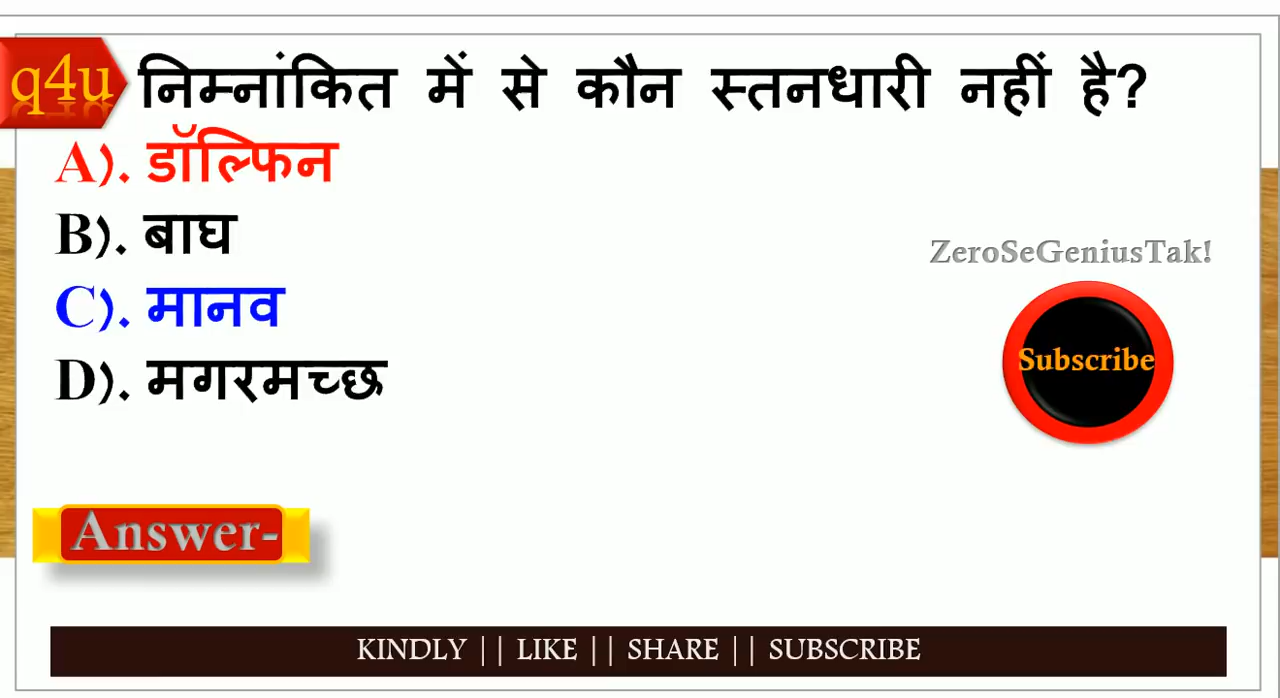 q4u निम्नांकित में से कौन स्तनधारी नहीं है?
A). डॉल्फिन
B). बाघ
C). मानव
D). मगरमच्छ
ZeroSeGeniusTak!
Subscribe
Answer-
KINDLY || LIKE || SHARE || SUBSCRIBE